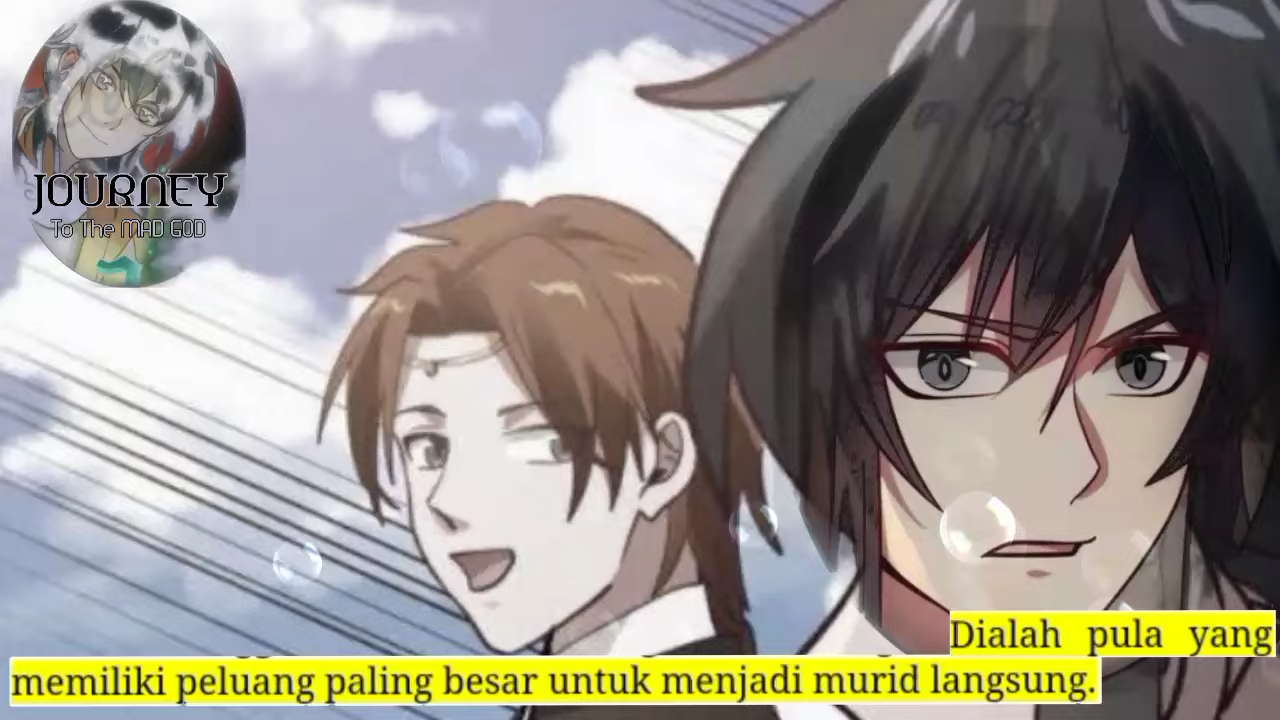 JOURNEY
To The MAD GOD
Dialah pula yang
memiliki peluang paling besar untuk menjadi murid langsung.